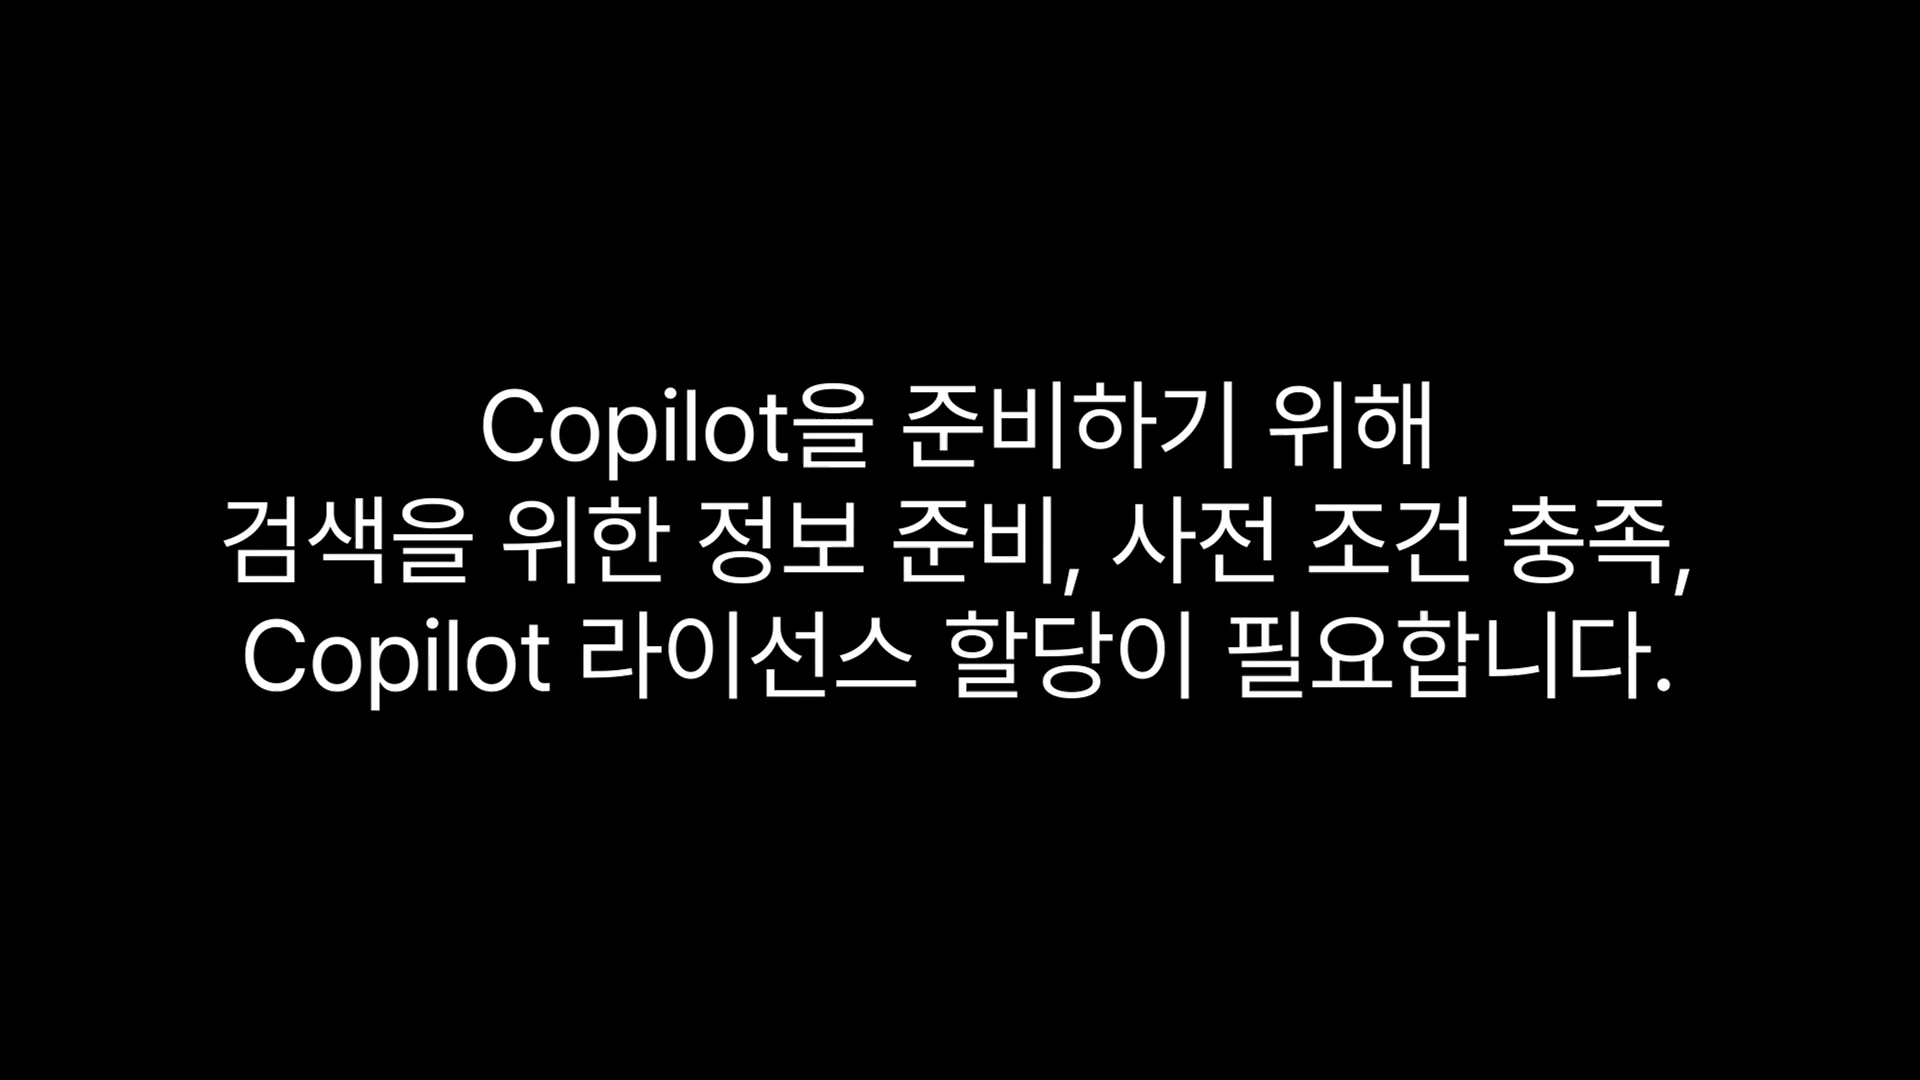 Copilot을 준비하기 위해
검색을 위한 정보 준비, 사전 조건 충족,
Copilot 라이선스 할당이 필요합니다.